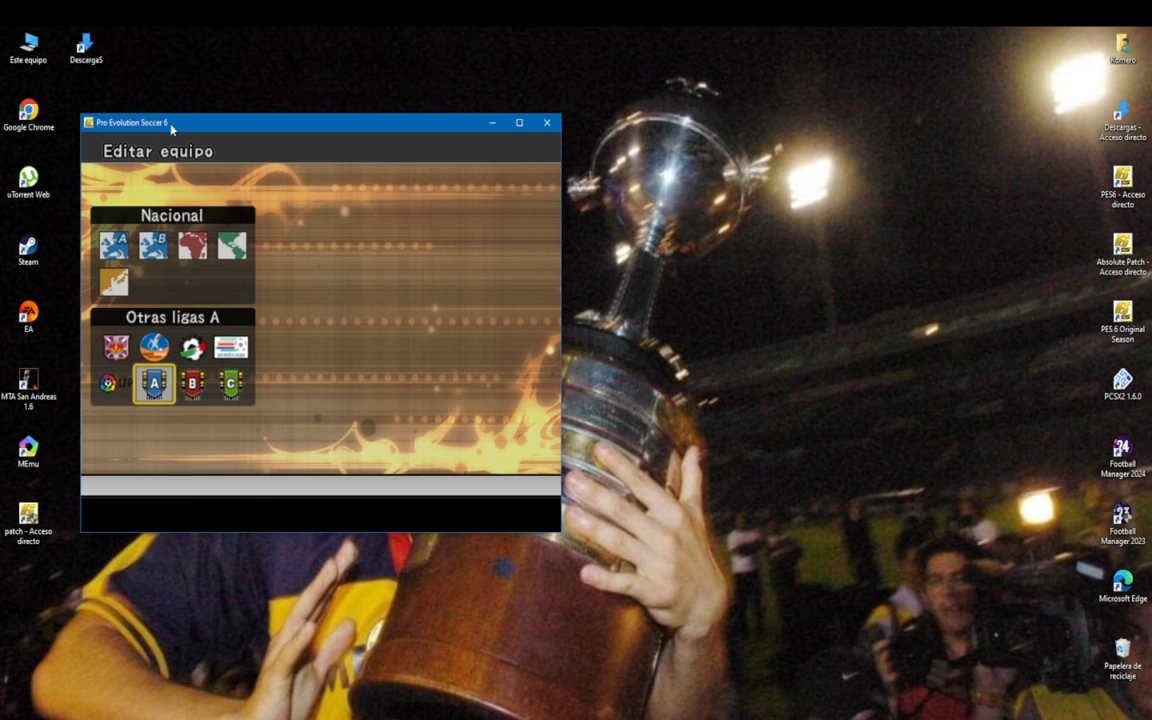 Este equipo
DescargaS
Google Chrome
uTorrent Web
Steam
EA
MTA San Andreas
1.6
MEmu
patch - Acceso
directo
Pro Evolution Soccer 6
Editar equipo
Nacional
A
B
Otras ligas A
LFP
A
B
C
Romero
Descargas -
Acceso directo
PES6 - Acceso
directo
Absolute Patch -
Acceso directo
PES 6 Original
Season
PCSX2 1.6.0
Football
Manager 2024
Football
Manager 2023
Microsoft Edge
Papelera de
reciclaje